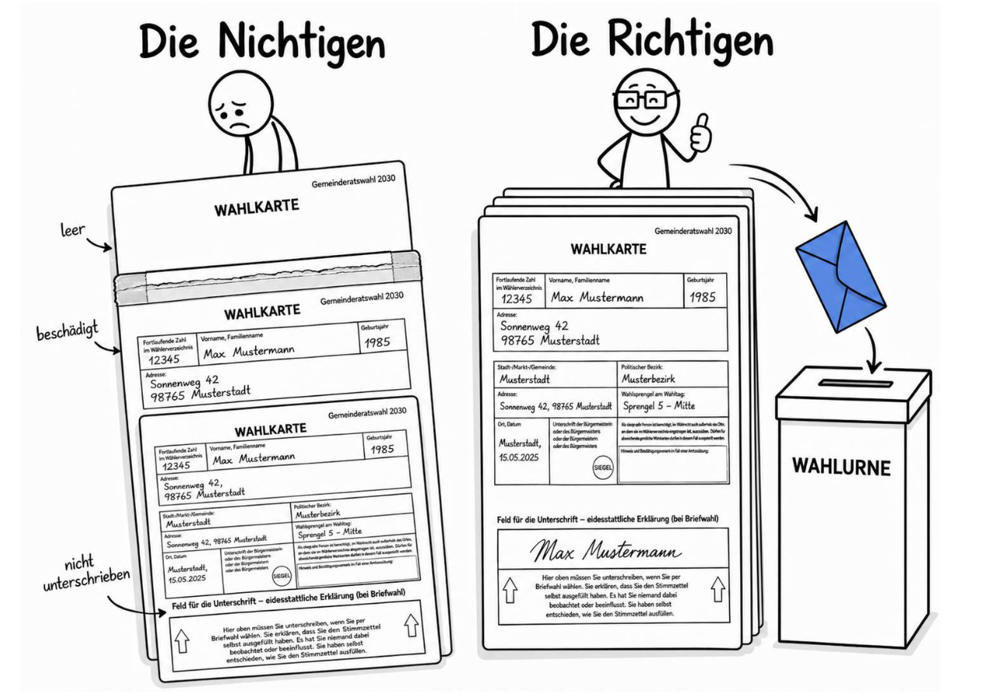 Die Nichtigen
Gemeinderatswahl 2030
WAHLKARTE
leer
beschädigt
Gemeinderatswahl 2030
WAHLKARTE
Fortlaufende Zahl
im Wählerverzeichnis
12345
Vorname, Familienname
Max Mustermann
Geburtsjahr
1985
Adresse:
Sonnenweg 42
98765 Musterstadt
Gemeinderatswahl 2030
WAHLKARTE
Fortlaufende Zahl
im Wählerverzeichnis
12345
Vorname, Familienname
Max Mustermann
Geburtsjahr
1985
Adresse:
Sonnenweg 42,
98765 Musterstadt
Stadt-/Markt-/Gemeinde:
Musterstadt
Politischer Bezirk:
Musterbezirk
Adresse:
Sonnenweg 42, 98765 Musterstadt
Wahlsprengel am Wahltag:
Sprengel 5 – Mitte
Ort, Datum
Musterstadt,
15.05.2025
Unterschrift der Bürgermeisterin
oder des Bürgermeisters
oder der Bürgermeisterin
oder des Bürgermeisters
SIEGEL
nicht
unterschrieben
Feld für die Unterschrift – eidesstattliche Erklärung (bei Briefwahl)
Hier oben müssen Sie unterschreiben, wenn Sie per
Briefwahl wählen. Sie erklären, dass Sie den Stimmzettel
selbst ausgefüllt haben. Es hat Sie niemand dabei
beobachtet oder beeinflusst. Sie haben selbst
entschieden, wie Sie den Stimmzettel ausfüllen.
Die Richtigen
Gemeinderatswahl 2030
WAHLKARTE
Fortlaufende Zahl
im Wählerverzeichnis
12345
Vorname, Familienname
Max Mustermann
Geburtsjahr
1985
Adresse:
Sonnenweg 42
98765 Musterstadt
Stadt-/Markt-/Gemeinde:
Musterstadt
Politischer Bezirk:
Musterbezirk
Adresse:
Sonnenweg 42, 98765 Musterstadt
Wahlsprengel am Wahltag:
Sprengel 5 – Mitte
Ort, Datum
Musterstadt,
15.05.2025
Unterschrift der Bürgermeisterin
oder des Bürgermeisters
oder der Bürgermeisterin
oder des Bürgermeisters
SIEGEL
Hinweis und Bestätigungsvermerk im Fall einer Amtsausübung:
Feld für die Unterschrift – eidesstattliche Erklärung (bei Briefwahl)
Max Mustermann
Hier oben müssen Sie unterschreiben, wenn Sie per
Briefwahl wählen. Sie erklären, dass Sie den Stimmzettel
selbst ausgefüllt haben. Es hat Sie niemand dabei
beobachtet oder beeinflusst. Sie haben selbst
entschieden, wie Sie den Stimmzettel ausfüllen.
WAHLURNE